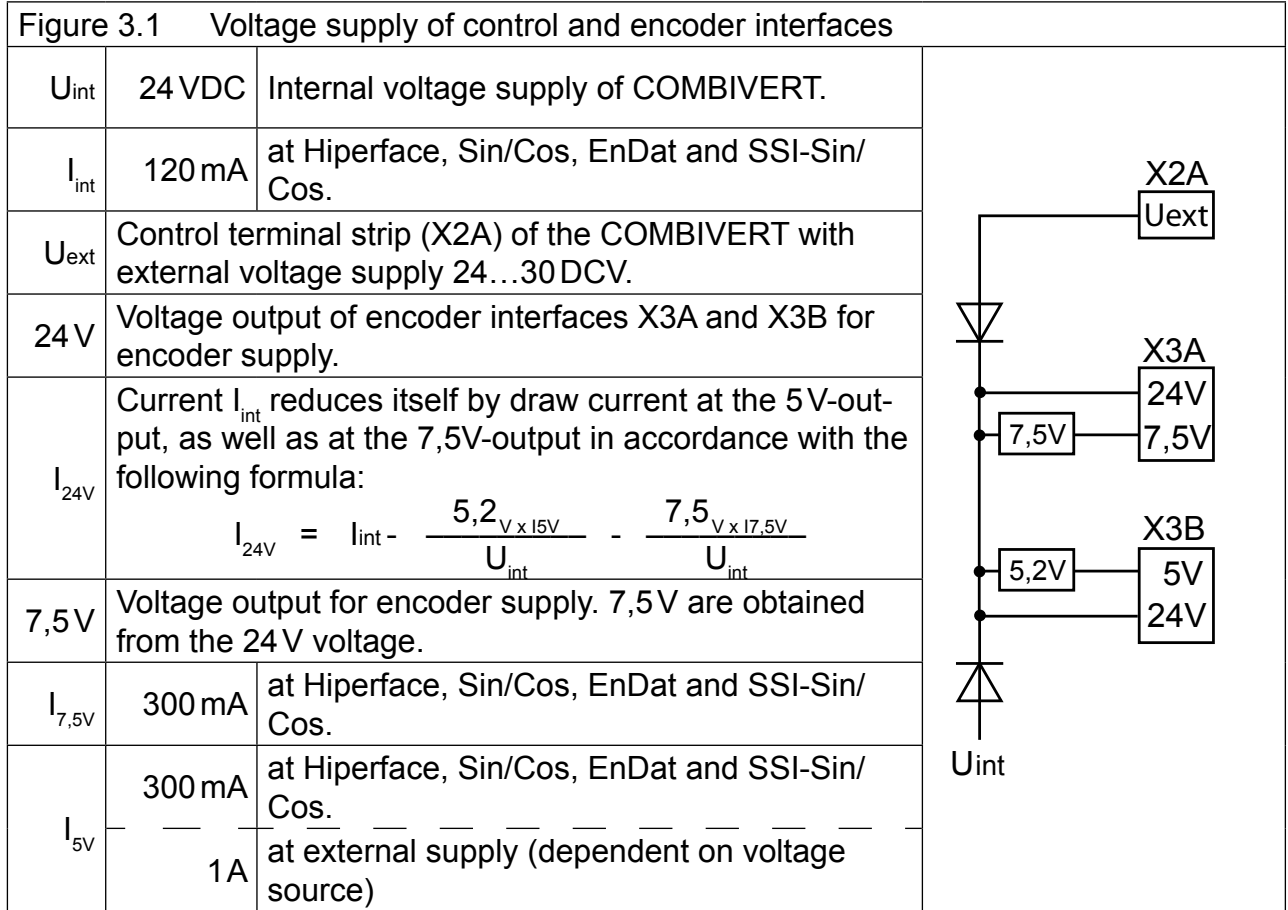 Figure 3.1 Voltage supply of control and encoder interfaces
Uint 24 VDC Internal voltage supply of COMBIVERT.
Iint 120 mA at Hiperface, Sin/Cos, EnDat and SSI-Sin/
Cos.
Uext Control terminal strip (X2A) of the COMBIVERT with
external voltage supply 24…30 DCV.
24 V Voltage output of encoder interfaces X3A and X3B for
encoder supply.
I24V Current Iint reduces itself by draw current at the 5 V-out-
put, as well as at the 7,5V-output in accordance with the
following formula:
I24V = Iint - 5,2 V x I5V / Uint - 7,5 V x I7,5V / Uint
7,5 V Voltage output for encoder supply. 7,5 V are obtained
from the 24 V voltage.
I7,5V 300 mA at Hiperface, Sin/Cos, EnDat and SSI-Sin/
Cos.
I5V 300 mA at Hiperface, Sin/Cos, EnDat and SSI-Sin/
Cos.
1 A at external supply (dependent on voltage
source)
X2A
Uext
X3A
24V
7,5V 7,5V
X3B
5,2V 5V
24V
Uint